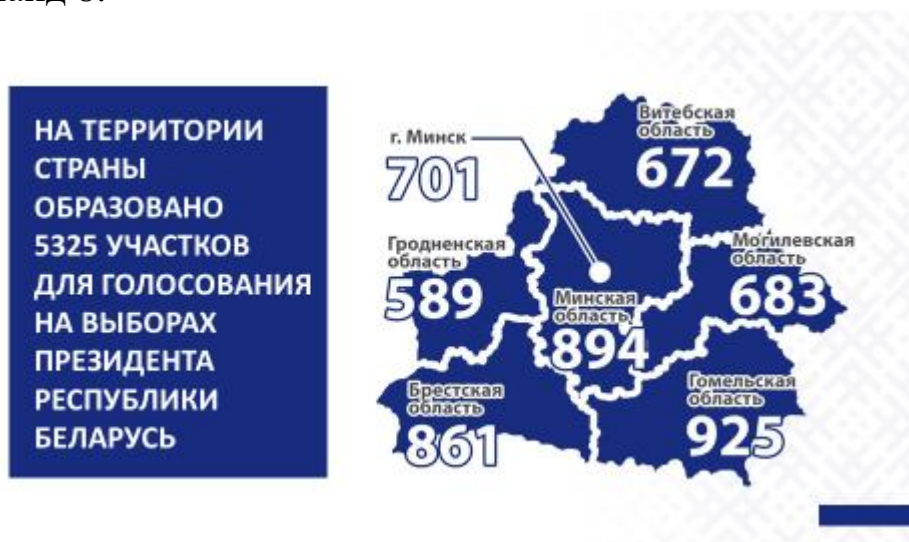 НА ТЕРРИТОРИИ
СТРАНЫ
ОБРАЗОВАНО
5325 УЧАСТКОВ
ДЛЯ ГОЛОСОВАНИЯ
НА ВЫБОРАХ
ПРЕЗИДЕНТА
РЕСПУБЛИКИ
БЕЛАРУСЬ
г. Минск
701
Витебская
область
672
Гродненская
область
589
Минская
область
894
Могилевская
область
683
Брестская
область
861
Гомельская
область
925